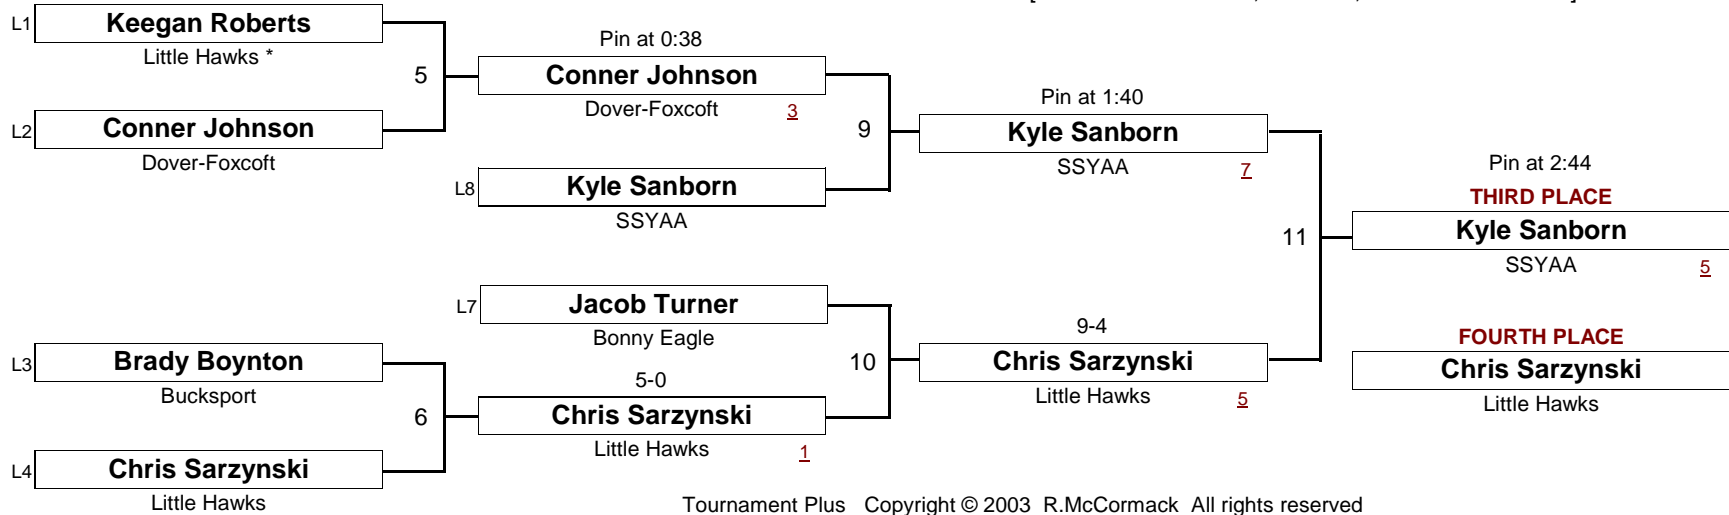 L1 Keegan Roberts
Little Hawks *
5
L2 Conner Johnson
Dover-Foxcoft
Pin at 0:38
Conner Johnson
Dover-Foxcoft 3
9
L8 Kyle Sanborn
SSYAA
Pin at 1:40
Kyle Sanborn
SSYAA 7
L7 Jacob Turner
Bonny Eagle
10
L3 Brady Boynton
Bucksport
6
L4 Chris Sarzynski
Little Hawks
5-0
Chris Sarzynski
Little Hawks 1
9-4
Chris Sarzynski
Little Hawks 5
11
Pin at 2:44
THIRD PLACE
Kyle Sanborn
SSYAA 5
FOURTH PLACE
Chris Sarzynski
Little Hawks
Tournament Plus Copyright © 2003 R.McCormack All rights reserved